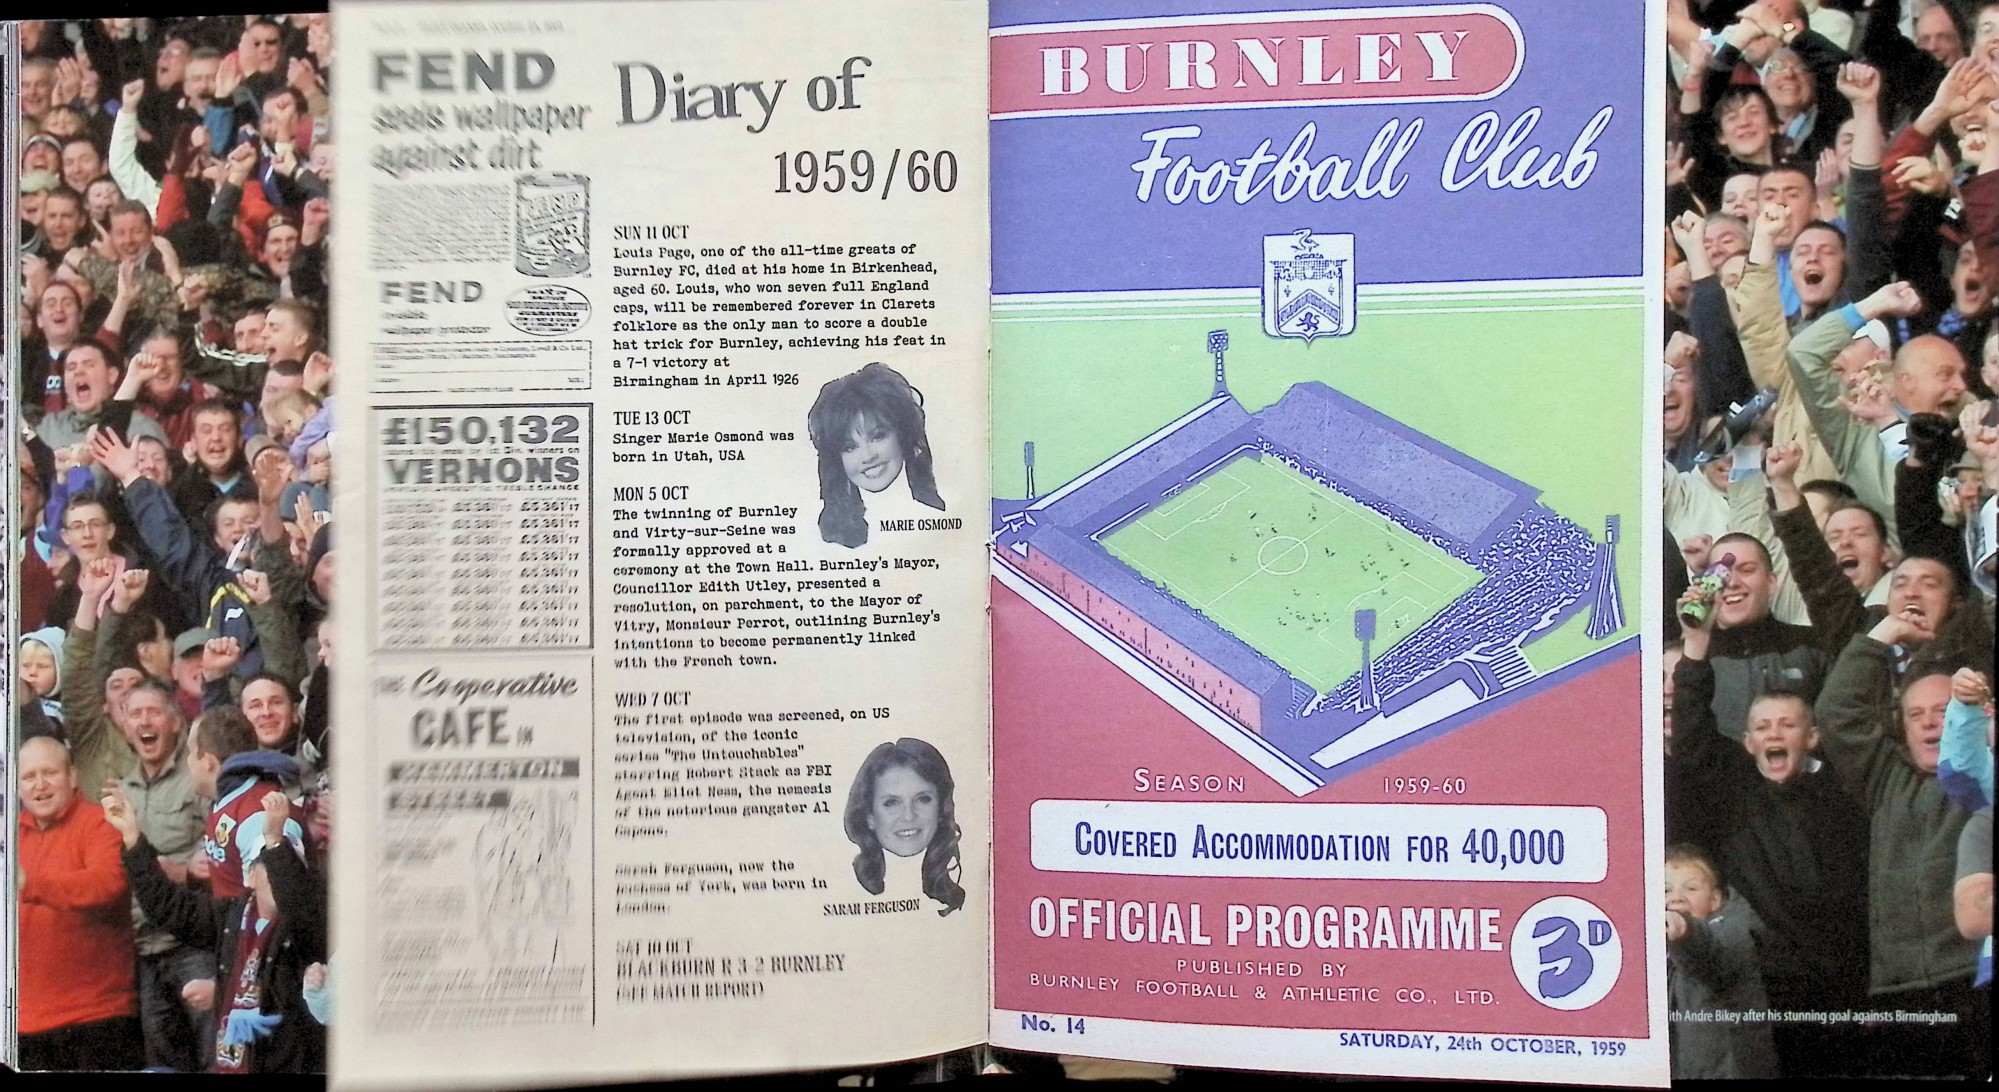 FEND
seals wallpaper
against dirt
FEND
£150,132
VERNONS
Cooperative
CAFE IN
HAMMERTON
STREET
Diary of
1959/60
SUN 11 OCT
Louis Page, one of the all-time greats of
Burnley FC, died at his home in Birkenhead,
aged 60. Louis, who won seven full England
caps, will be remembered forever in Clarets
folklore as the only man to score a double
hat trick for Burnley, achieving his feat in
a 7-1 victory at
Birmingham in April 1926
TUE 13 OCT
Singer Marie Osmond was
born in Utah, USA
MARIE OSMOND
MON 5 OCT
The twinning of Burnley
and Virty-sur-Seine was
formally approved at a
ceremony at the Town Hall. Burnley's Mayor,
Councillor Edith Utley, presented a
resolution, on parchment, to the Mayor of
Vitry, Monsieur Perrot, outlining Burnley's
intentions to become permanently linked
with the French town.
WED 7 OCT
The first episode was screened, on US
television, of the iconic
series "The Untouchables"
starring Robert Stack as FBI
Agent Eliot Ness, the nemesis
of the notorious gangster Al
Capone.
Sarah Ferguson, now the
Duchess of York, was born in
London.
SARAH FERGUSON
SAT 10 OCT
BLACKBURN R 3-2 BURNLEY
(SEE MATCH REPORT)
BURNLEY
Football Club
SEASON 1959-60
COVERED ACCOMMODATION FOR 40,000
OFFICIAL PROGRAMME
3D
PUBLISHED BY
BURNLEY FOOTBALL & ATHLETIC CO., LTD.
No. 14
SATURDAY, 24th OCTOBER, 1959
ith Andre Bikey after his stunning goal againsts Birmingham